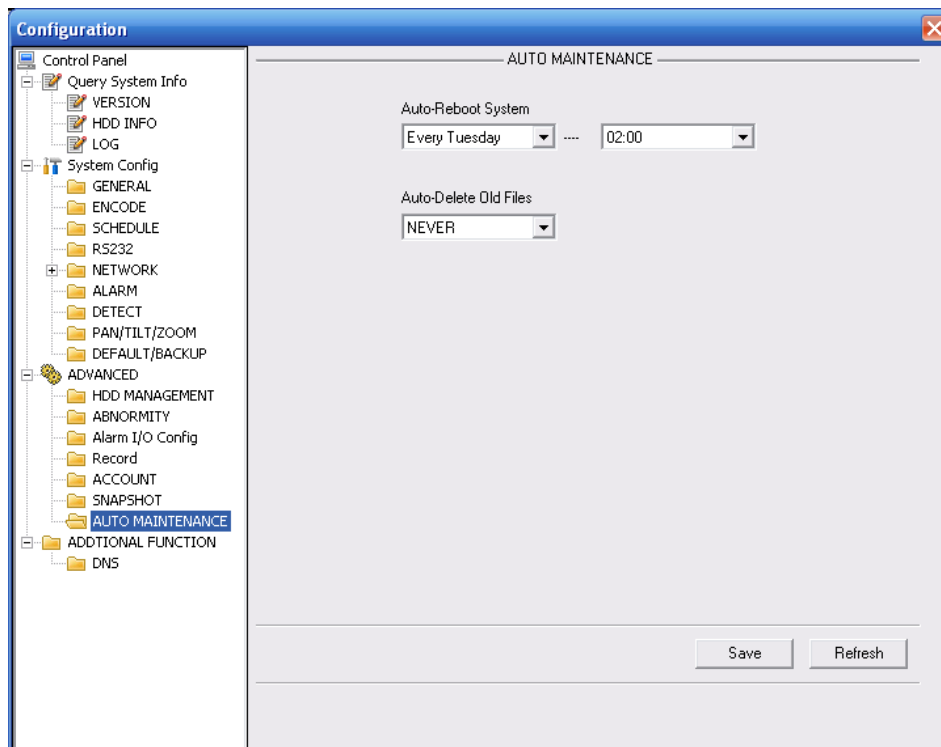 Configuration
Control Panel
Query System Info
VERSION
HDD INFO
LOG
System Config
GENERAL
ENCODE
SCHEDULE
RS232
NETWORK
ALARM
DETECT
PAN/TILT/ZOOM
DEFAULT/BACKUP
ADVANCED
HDD MANAGEMENT
ABNORMITY
Alarm I/O Config
Record
ACCOUNT
SNAPSHOT
AUTO MAINTENANCE
ADDTIONAL FUNCTION
DNS
AUTO MAINTENANCE
Auto-Reboot System
Every Tuesday ---- 02:00
Auto-Delete Old Files
NEVER
Save Refresh